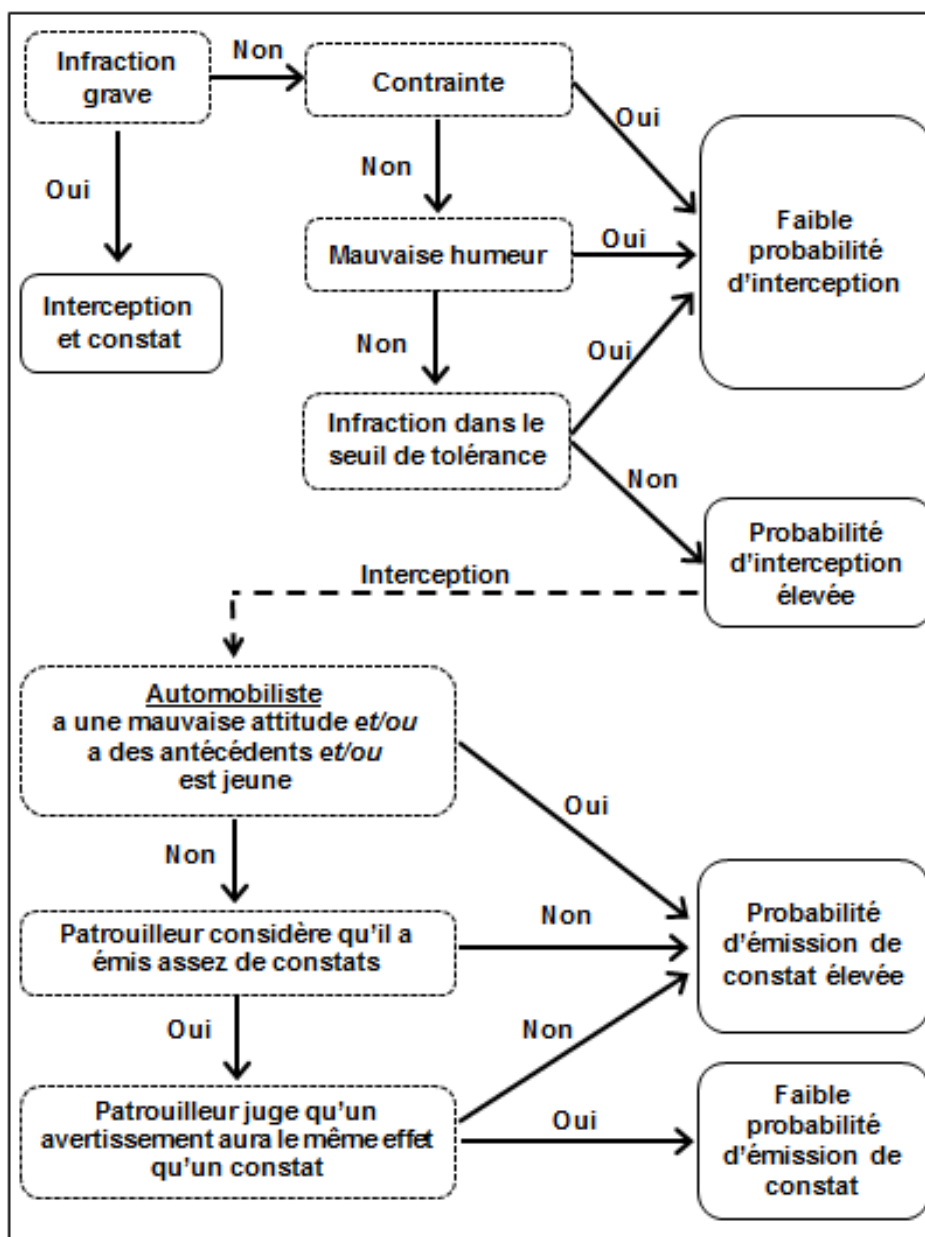 Infraction
grave
Non
Contrainte
Oui
Oui
Non
Faible
probabilité
d'interception
Mauvaise humeur
Oui
Interception
et constat
Non
Oui
Infraction dans le
seuil de tolérance
Non
Probabilité
d'interception
élevée
Interception
Automobiliste
a une mauvaise attitude et/ou
a des antécédents et/ou
est jeune
Oui
Non
Patrouilleur considère qu'il a
émis assez de constats
Non
Probabilité
d'émission de
constat élevée
Oui
Non
Patrouilleur juge qu'un
avertissement aura le même effet
qu'un constat
Oui
Faible
probabilité
d'émission de
constat